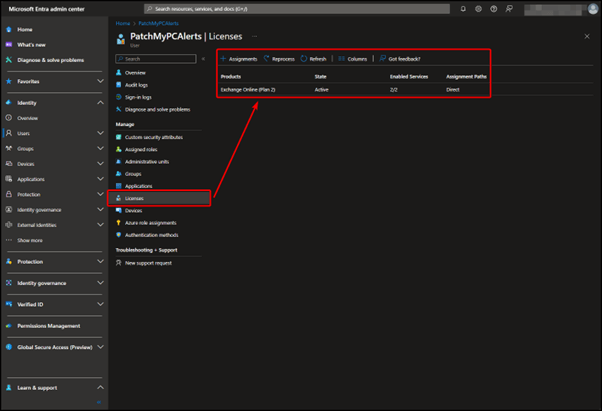 Microsoft Entra admin center
Search resources, services, and docs (G+/)
Home
What's new
Diagnose & solve problems
Favorites
Identity
Overview
Users
Groups
Devices
Applications
Protection
Identity governance
External Identities
Show more
Protection
Identity governance
Verified ID
Permissions Management
Global Secure Access (Preview)
Learn & support
Home > PatchMyPCAlerts
PatchMyPCAlerts | Licenses
User
Search
Overview
Audit logs
Sign-in logs
Diagnose and solve problems
Manage
Custom security attributes
Assigned roles
Administrative units
Groups
Applications
Licenses
Devices
Azure role assignments
Authentication methods
Troubleshooting + Support
New support request
Assignments Reprocess Refresh Columns Got feedback?
Products State Enabled Services Assignment Paths
Exchange Online (Plan 2) Active 2/2 Direct